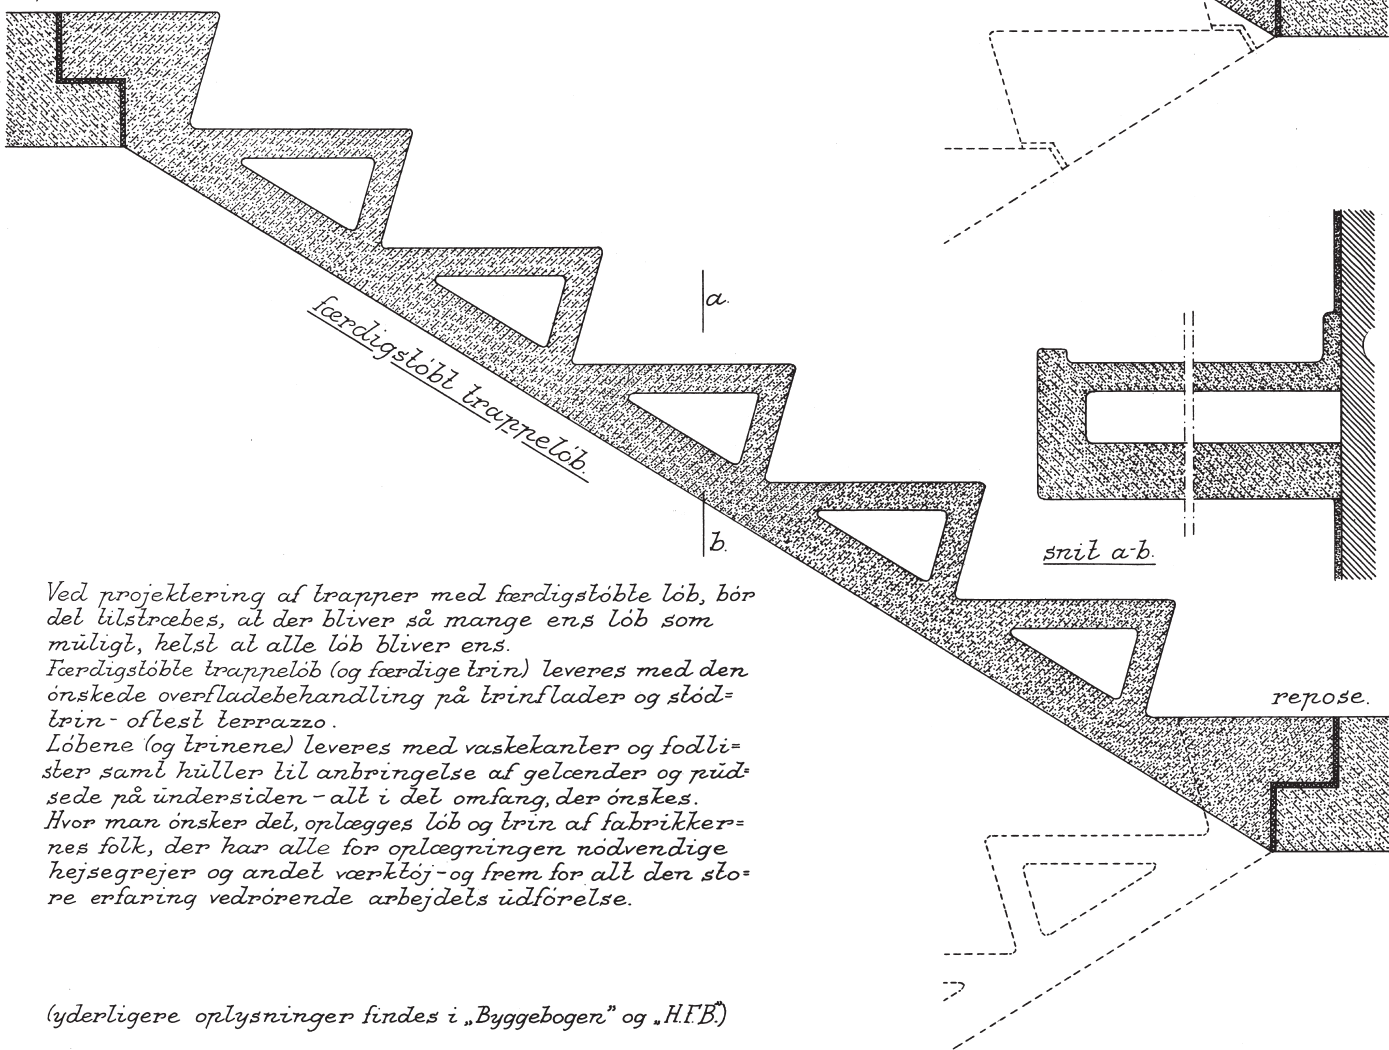 a.
færdigstøbt trappeløb.
b.
snit a-b.
repose.
Ved projektering af trapper med færdigstøbte løb, bør
det tilstræbes, at der bliver så mange ens løb som
muligt, helst at alle løb bliver ens.
Færdigstøbte trappeløb (og færdige trin) leveres med den
ønskede overfladebehandling på trinflader og stød=
trin - oftest terrazzo.
Løbene (og trinene) leveres med vaskekanter og fodli=
ster samt huller til anbringelse af gelænder og pud=
sede på undersiden - alt i det omfang, der ønskes.
Hvor man ønsker det, oplægges løb og trin af fabrikker=
nes folk, der har alle for oplægningen nødvendige
hejsegrejer og andet værktøj - og frem for alt den sto=
re erfaring vedrørende arbejdets udførelse.
(yderligere oplysninger findes i „Byggebogen” og „H.F.B.”)